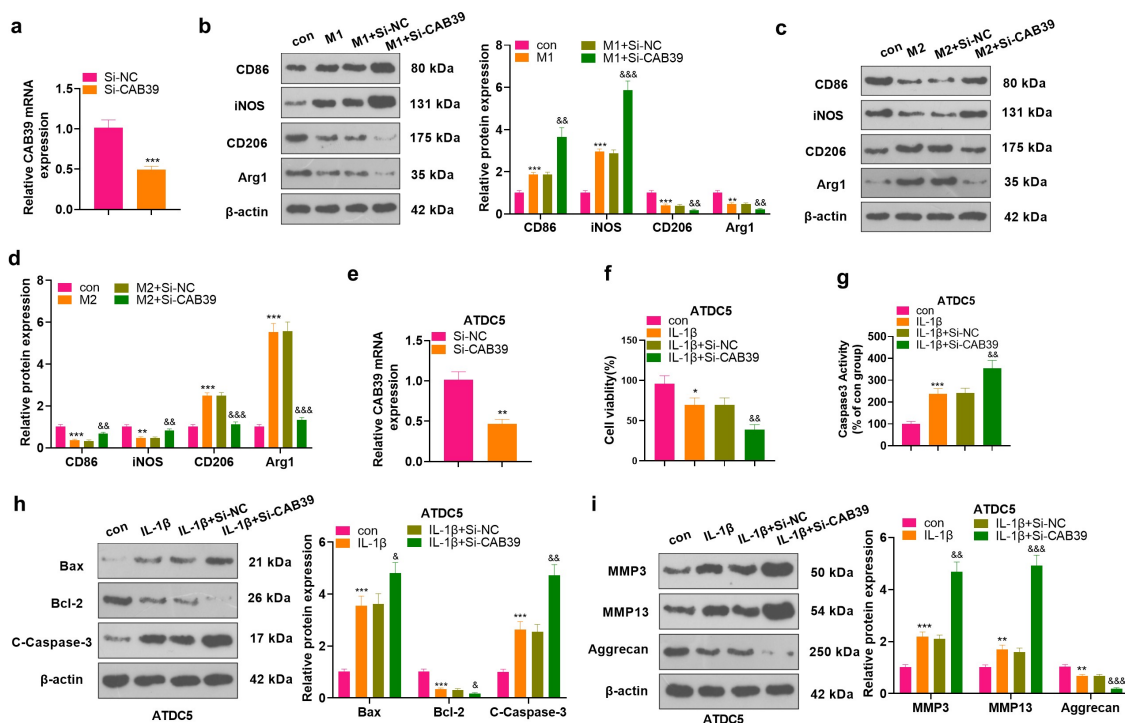 a
Si-NC
Si-CAB39
Relative CAB39 mRNA
expression
1.5
1.0
0.5
0.0
***
b
con M1 M1+Si-NC M1+Si-CAB39
CD86 80 kDa
iNOS 131 kDa
CD206 175 kDa
Arg1 35 kDa
β-actin 42 kDa
con M1+Si-NC
M1 M1+Si-CAB39
Relative protein expression
8
6
4
2
0
*** &&
*** &&&
*** &&
** &&
CD86 iNOS CD206 Arg1
c
con M2 M2+Si-NC M2+Si-CAB39
CD86 80 kDa
iNOS 131 kDa
CD206 175 kDa
Arg1 35 kDa
β-actin 42 kDa
d
con M2+Si-NC
M2 M2+Si-CAB39
Relative protein expression
8
6
4
2
0
*** &&
** &&
*** &&&
*** &&&
CD86 iNOS CD206 Arg1
e
ATDC5
Si-NC
Si-CAB39
Relative CAB39 mRNA
expression
1.5
1.0
0.5
0.0
**
f
ATDC5
con
IL-1β
IL-1β+Si-NC
IL-1β+Si-CAB39
Cell viablity(%)
150
100
50
0
* &&
g
ATDC5
con
IL-1β
IL-1β+Si-NC
IL-1β+Si-CAB39
Caspase3 Activity
(% of con group)
500
400
300
200
100
0
*** &&
h
con IL-1β IL-1β+Si-NC IL-1β+Si-CAB39
Bax 21 kDa
Bcl-2 26 kDa
C-Caspase-3 17 kDa
β-actin 42 kDa
ATDC5
ATDC5
con IL-1β+Si-NC
IL-1β IL-1β+Si-CAB39
Relative protein expression
6
4
2
0
*** &
*** &
*** &&
Bax Bcl-2 C-Caspase-3
i
con IL-1β IL-1β+Si-NC IL-1β+Si-CAB39
MMP3 50 kDa
MMP13 54 kDa
Aggrecan 250 kDa
β-actin 42 kDa
ATDC5
ATDC5
con IL-1β+Si-NC
IL-1β IL-1β+Si-CAB39
Relative protein expression
6
4
2
0
*** &&
** &&&
** &&&
MMP3 MMP13 Aggrecan